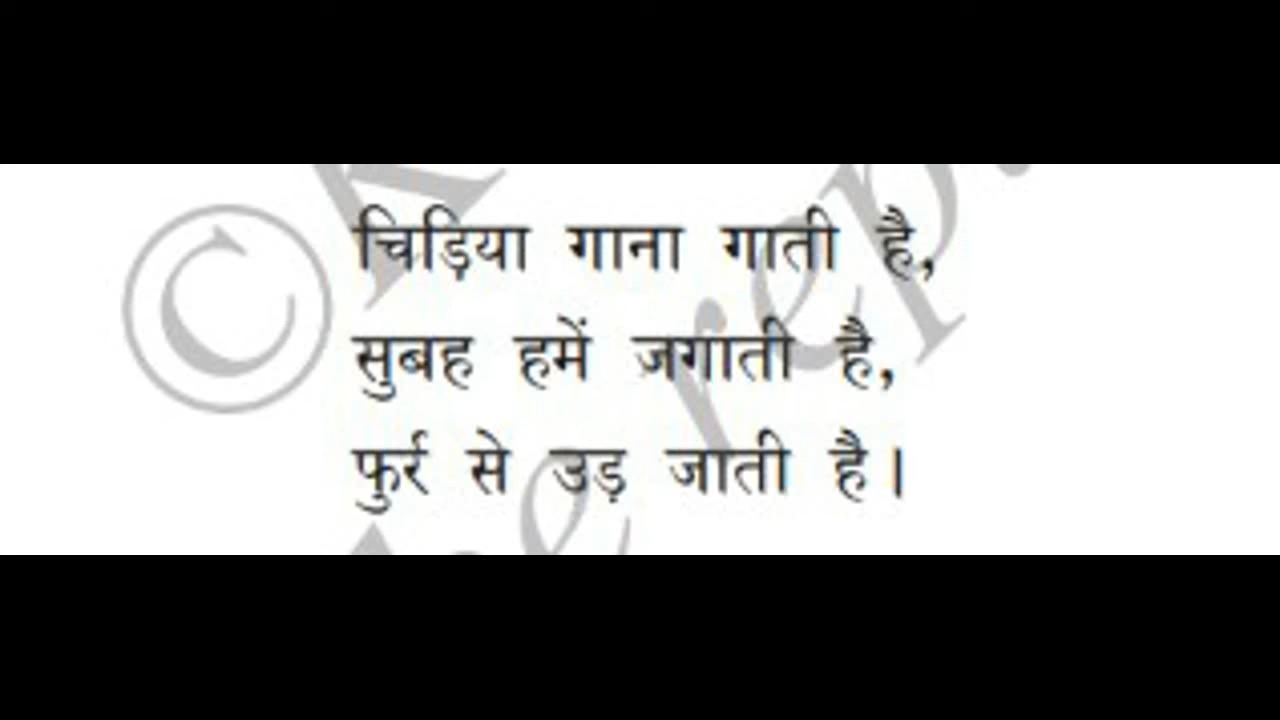 चिड़िया गाना गाती है,
सुबह हमें जगाती है,
फुर्र से उड़ जाती है।